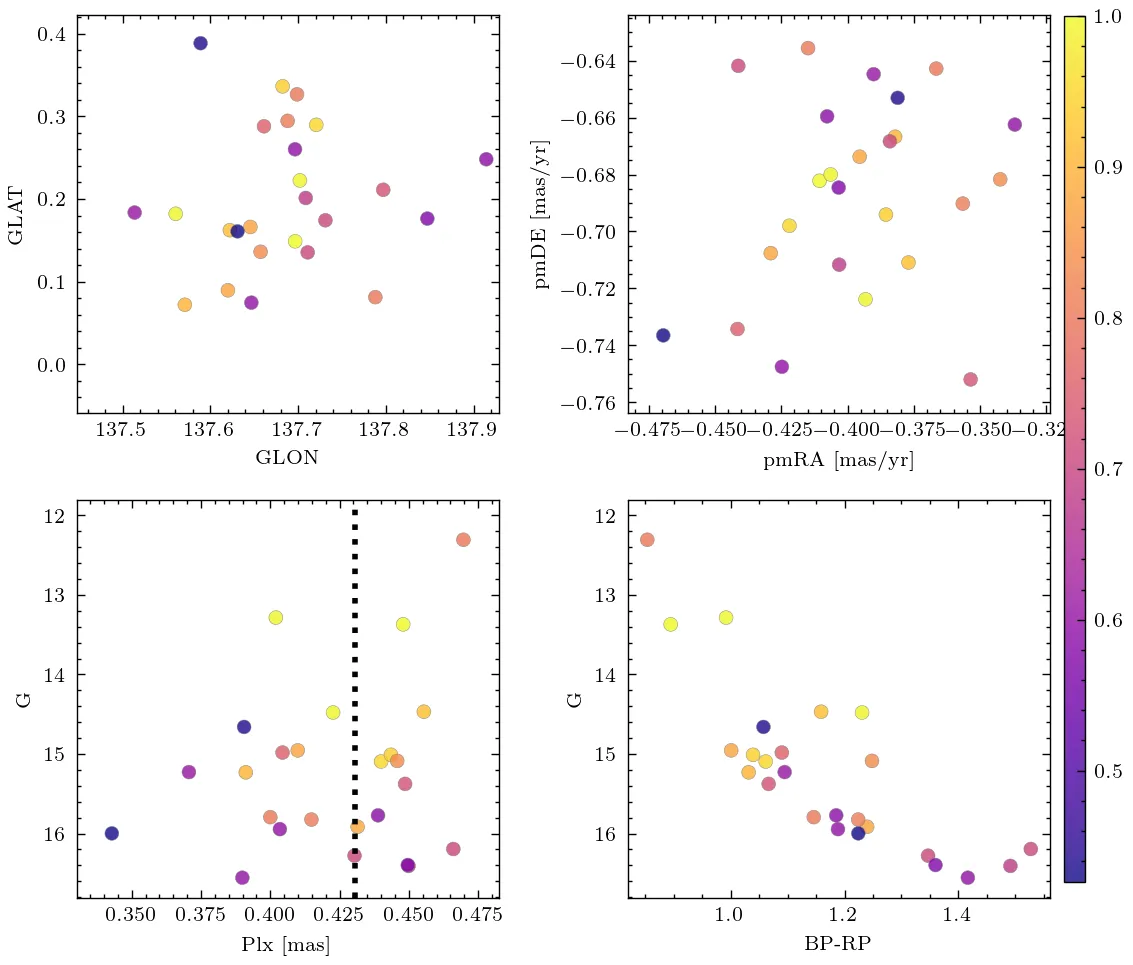 0.4
0.3
0.2
0.1
0.0
GLAT
137.5 137.6 137.7 137.8 137.9
GLON
−0.64
−0.66
−0.68
−0.70
−0.72
−0.74
−0.76
pmDE [mas/yr]
−0.475 −0.450 −0.425 −0.400 −0.375 −0.350 −0.32
pmRA [mas/yr]
12
13
14
15
16
G
0.350 0.375 0.400 0.425 0.450 0.475
Plx [mas]
12
13
14
15
16
G
1.0 1.2 1.4
BP-RP
1.0
0.9
0.8
0.7
0.6
0.5